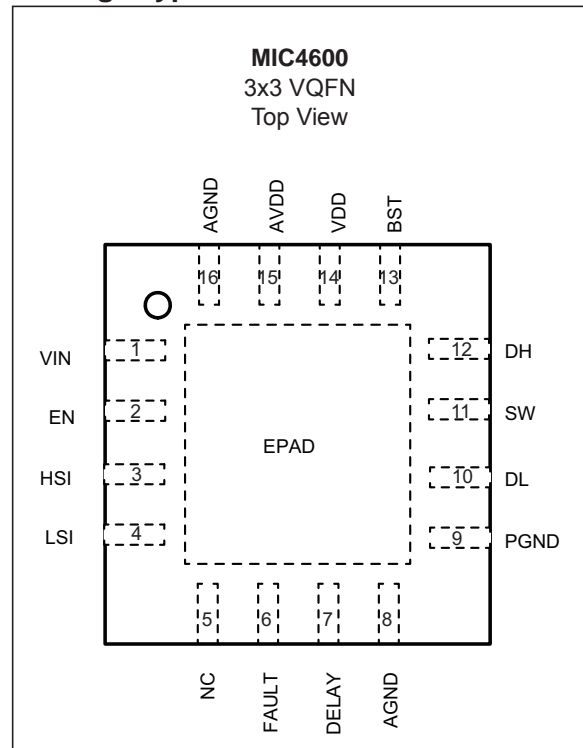 MIC4600
3x3 VQFN
Top View
AGND
AVDD
VDD
BST
16
15
14
13
VIN
1
12
DH
EN
2
11
SW
EPAD
HSI
3
10
DL
LSI
4
9
PGND
5
6
7
8
NC
FAULT
DELAY
AGND